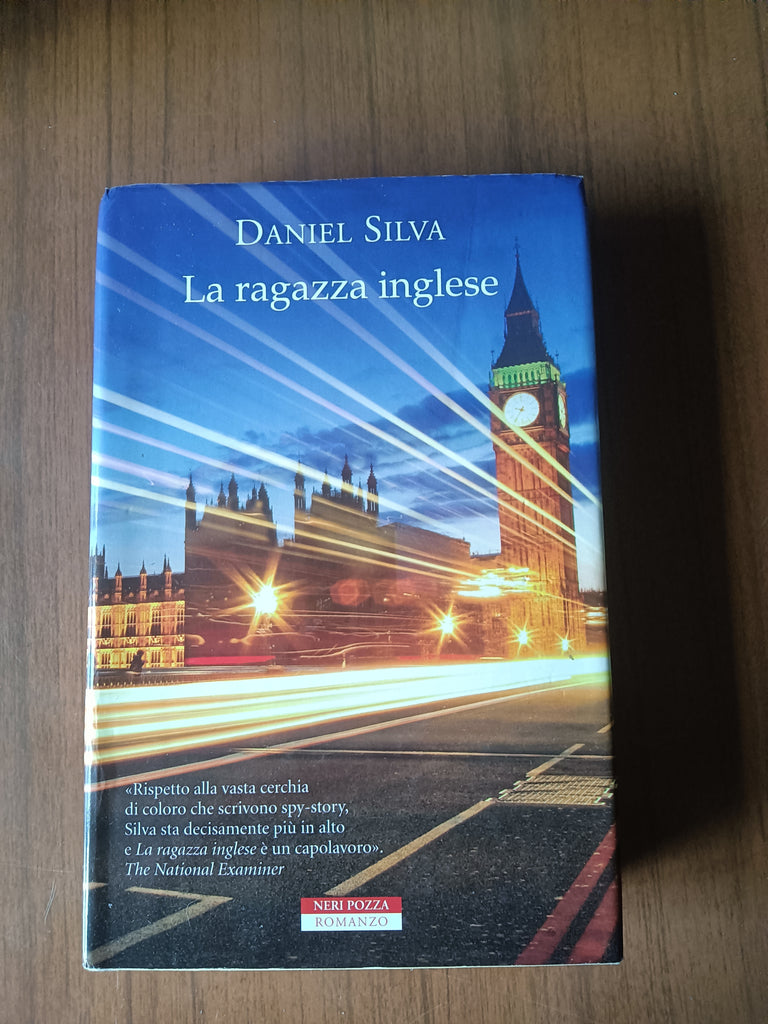 DANIEL SILVA
La ragazza inglese
«Rispetto alla vasta cerchia
di coloro che scrivono spy-story,
Silva sta decisamente più in alto
e La ragazza inglese è un capolavoro».
The National Examiner
NERI POZZA
ROMANZO